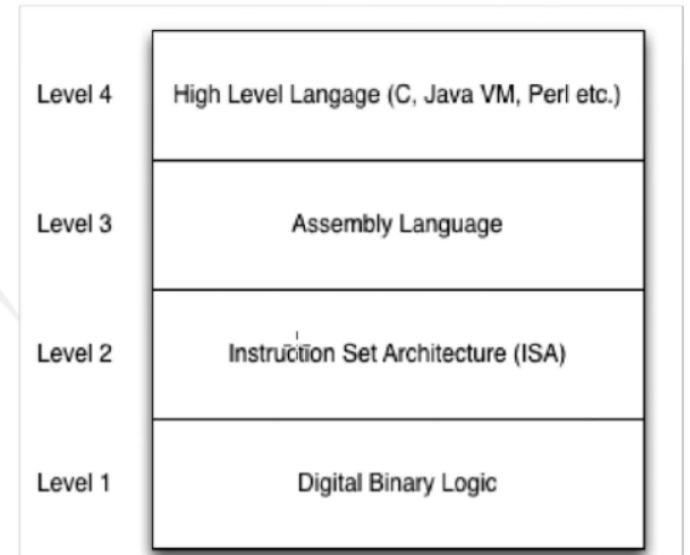 Level 4 High Level Langage (C, Java VM, Perl etc.)
Level 3 Assembly Language
Level 2 Instruction Set Architecture (ISA)
Level 1 Digital Binary Logic